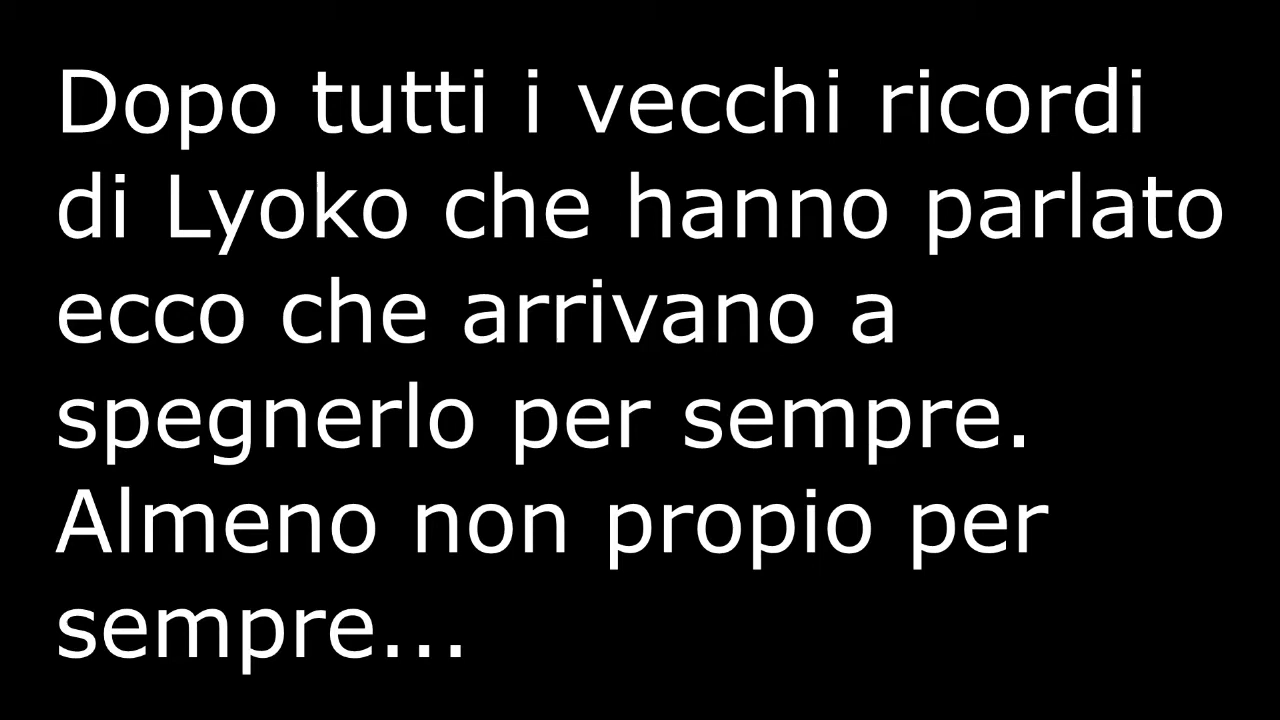 Dopo tutti i vecchi ricordi
di Lyoko che hanno parlato
ecco che arrivano a
spegnerlo per sempre.
Almeno non propio per
sempre...